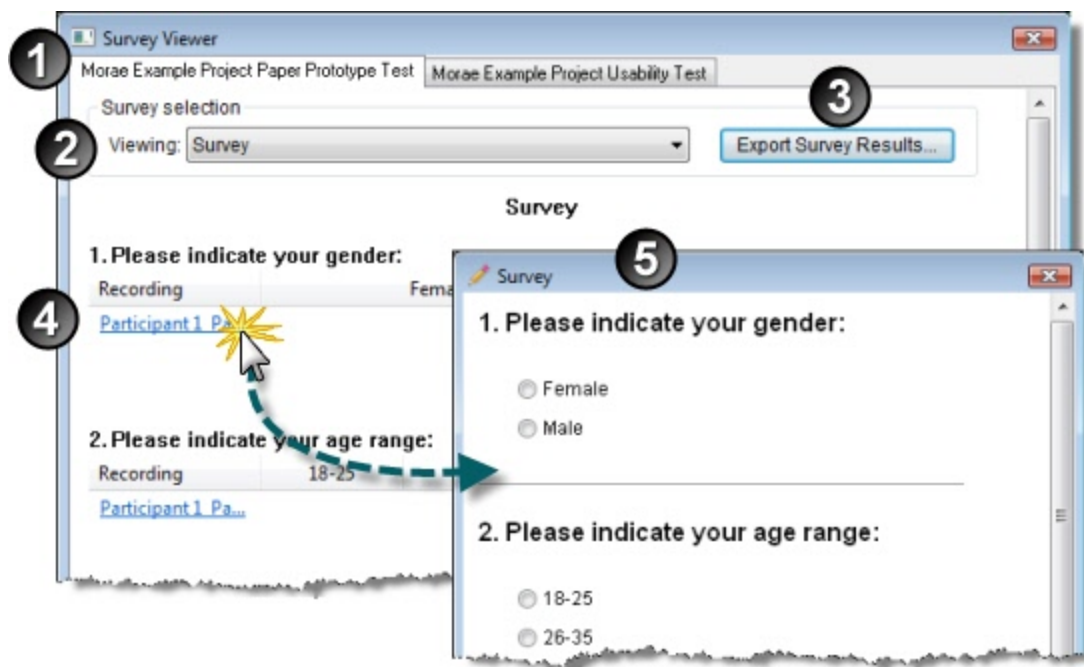 Survey Viewer
1
Morae Example Project Paper Prototype Test Morae Example Project Usability Test
Survey selection
3
2
Viewing: Survey
Export Survey Results...
Survey
1. Please indicate your gender:
Recording Fema
4
Participant 1 Pa...
2. Please indicate your age range:
Recording 18-25
Participant 1 Pa...
5
Survey
1. Please indicate your gender:
Female
Male
2. Please indicate your age range:
18-25
26-35